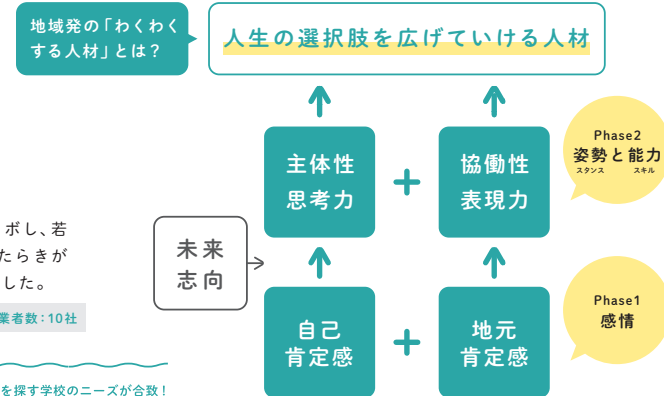 地域発の「わくわく
する人材」とは？
人生の選択肢を広げていける人材
主体性
思考力
+
協働性
表現力
Phase2
姿勢と能力
スタンス スキル
ボし、若
たらきが
した。
業者数：10社
未来
志向
自己
肯定感
+
地元
肯定感
Phase1
感情
を探す学校のニーズが合致！